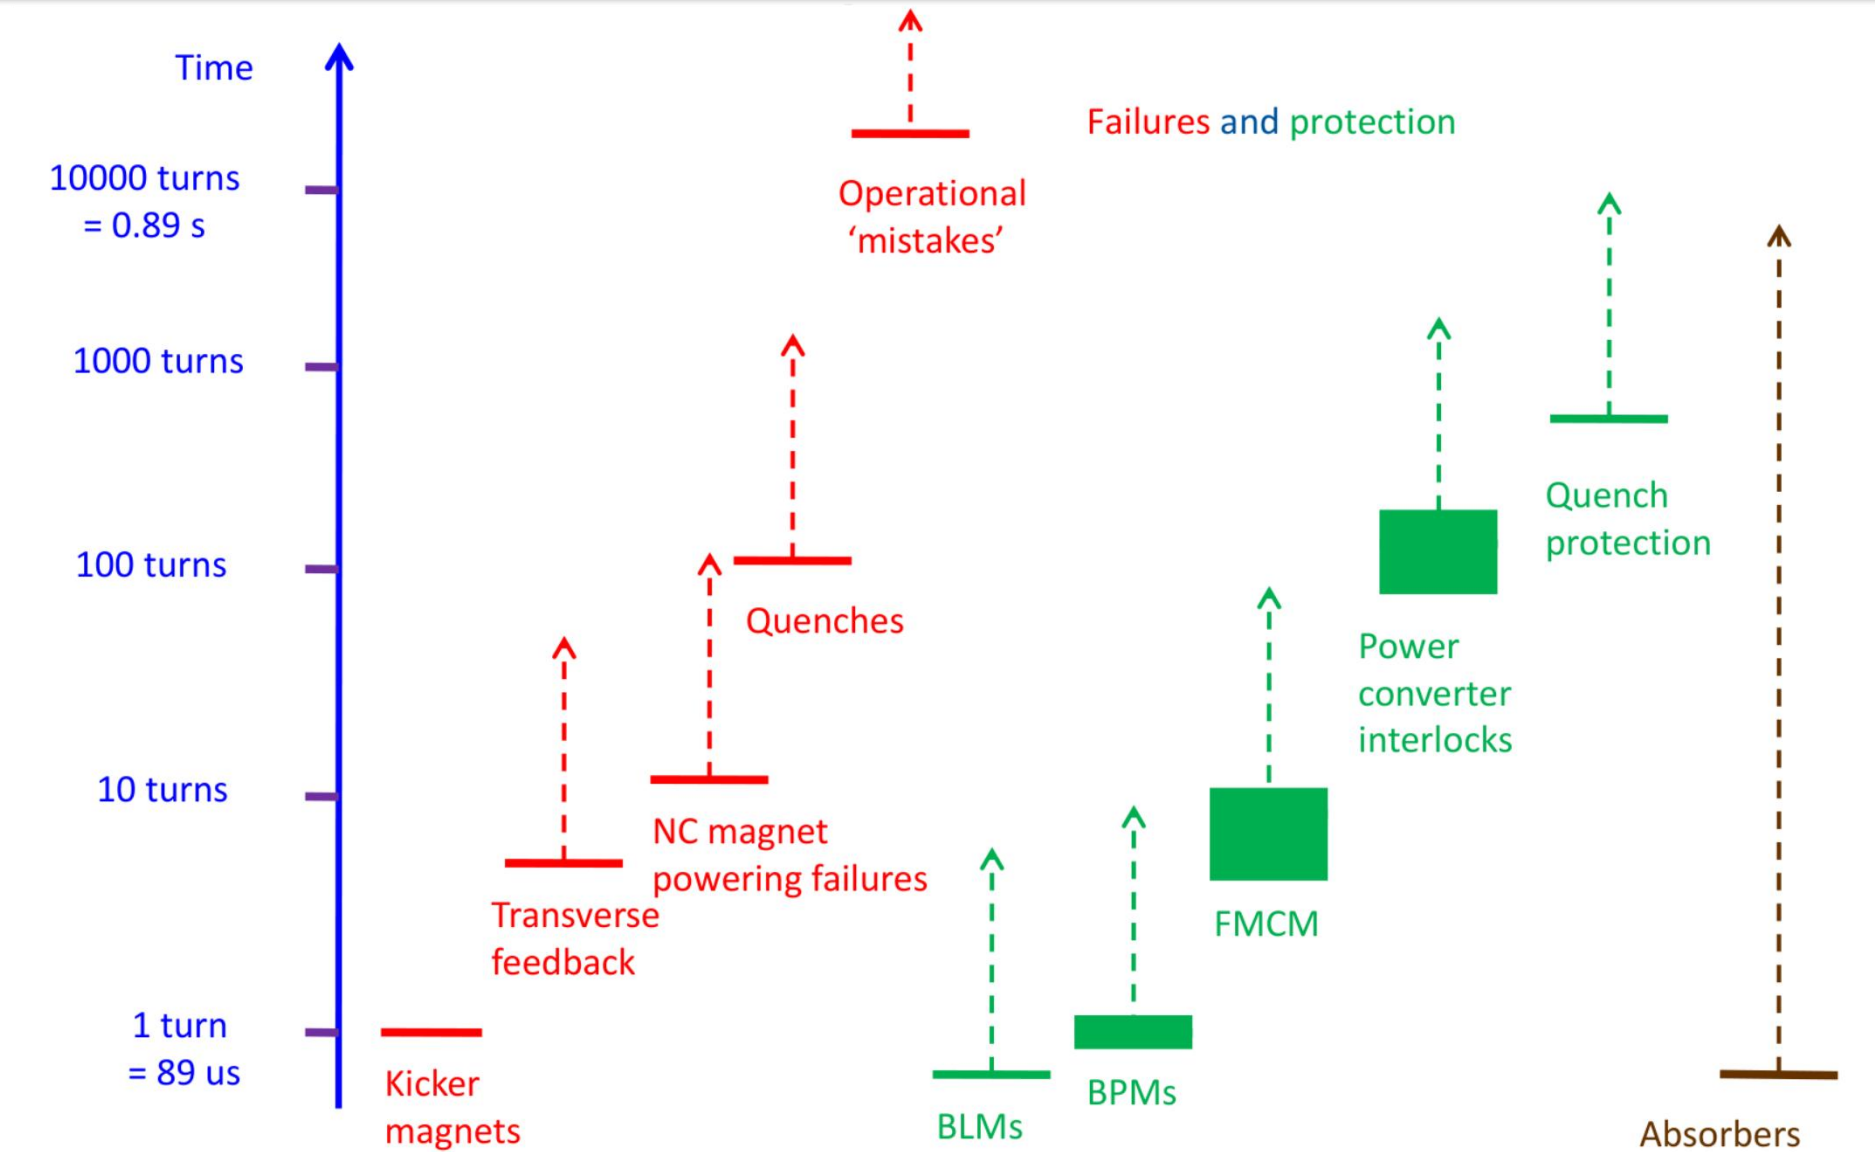 Time
Failures and protection
10000 turns
= 0.89 s
Operational
‘mistakes’
1000 turns
Quench
protection
100 turns
Quenches
Power
converter
interlocks
10 turns
NC magnet
powering failures
Transverse
feedback
FMCM
1 turn
= 89 us
Kicker
magnets
BPMs
BLMs
Absorbers